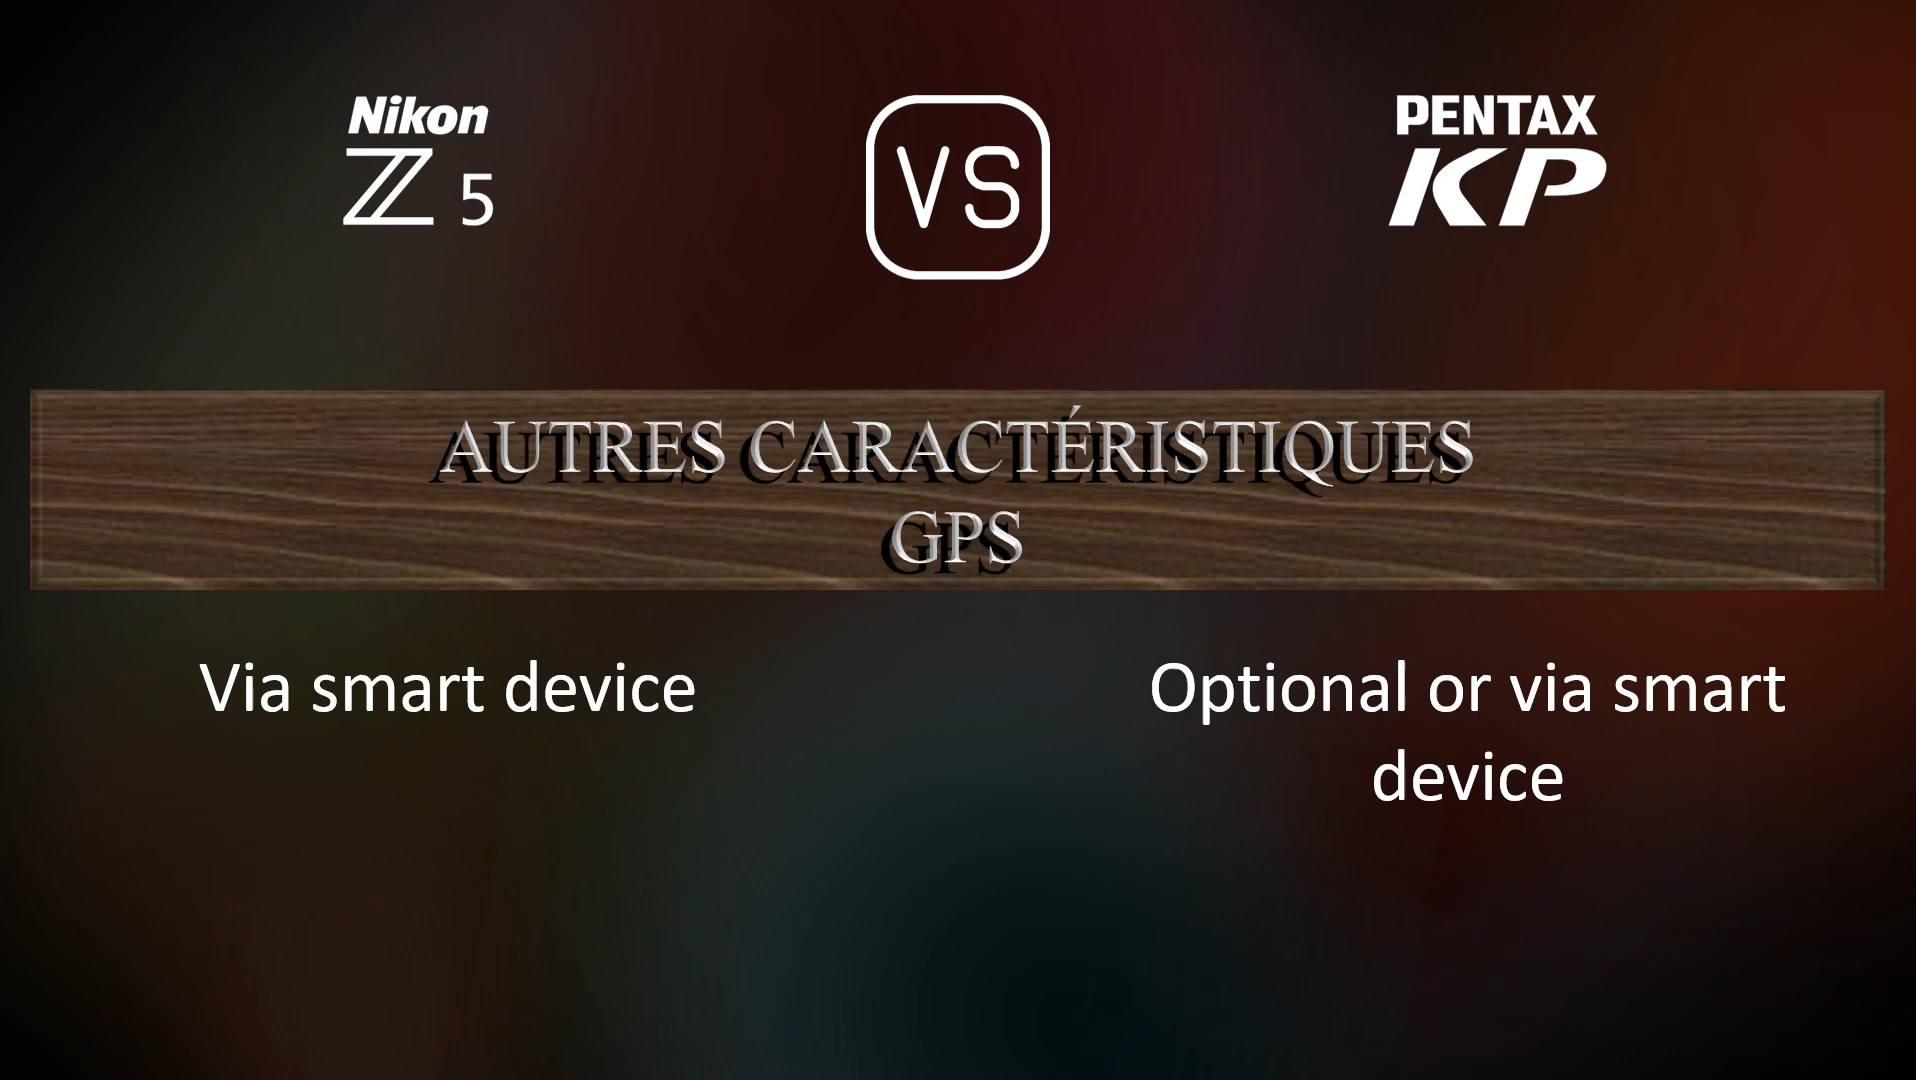 Nikon
Z 5
VS
PENTAX
KP
AUTRES CARACTÉRISTIQUES
GPS
Via smart device
Optional or via smart
device